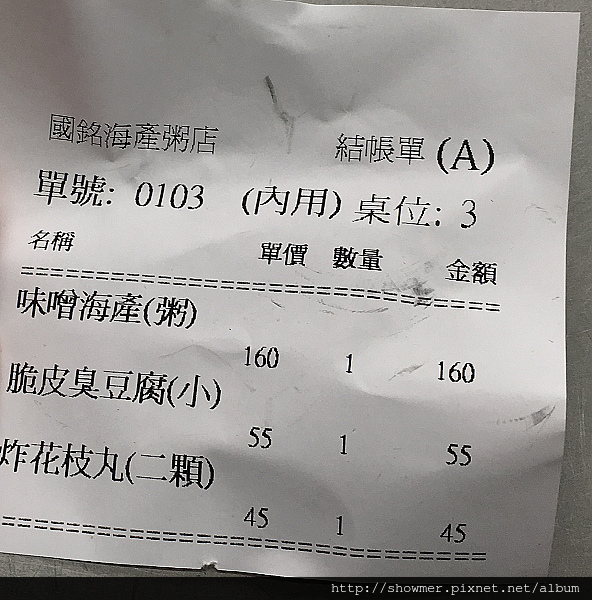 國銘海產粥店 結帳單 (A)
單號: 0103 (內用) 桌位: 3
名稱 單價 數量 金額
==================================
味噌海產(粥)
160 1 160
脆皮臭豆腐(小)
55 1 55
炸花枝丸(二顆)
45 1 45
==================================
http://showmer.pixnet.net/album